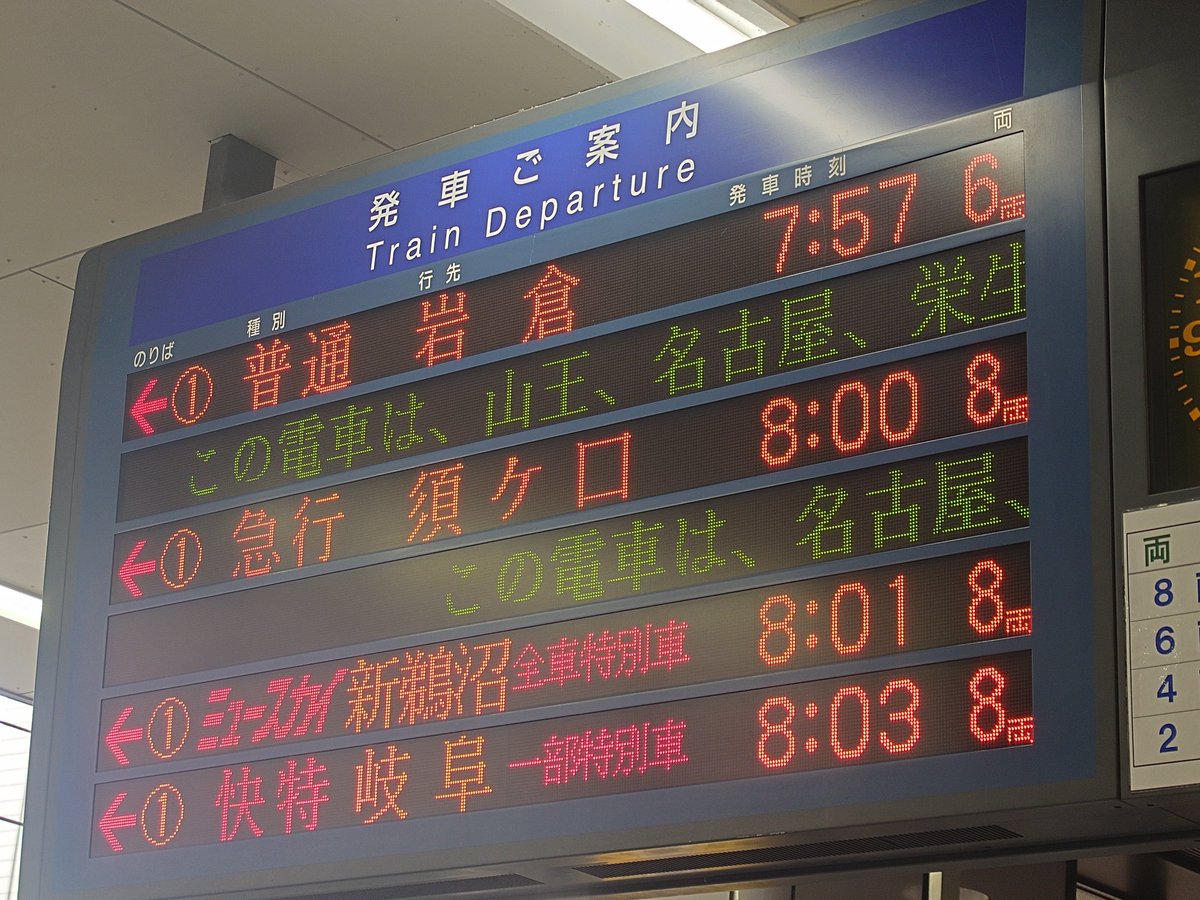 発車ご案内
Train Departure
のりば 種別 行先 発車時刻 両
← ① 普通 岩倉 7:57 6両
この電車は、山王、名古屋、栄生
← ① 急行 須ケ口 8:00 8両
この電車は、名古屋、
← ① ミュースカイ 新鵜沼 全車特別車 8:01 8両
← ① 快特 岐阜 一部特別車 8:03 8両
両
8
6
4
2
9